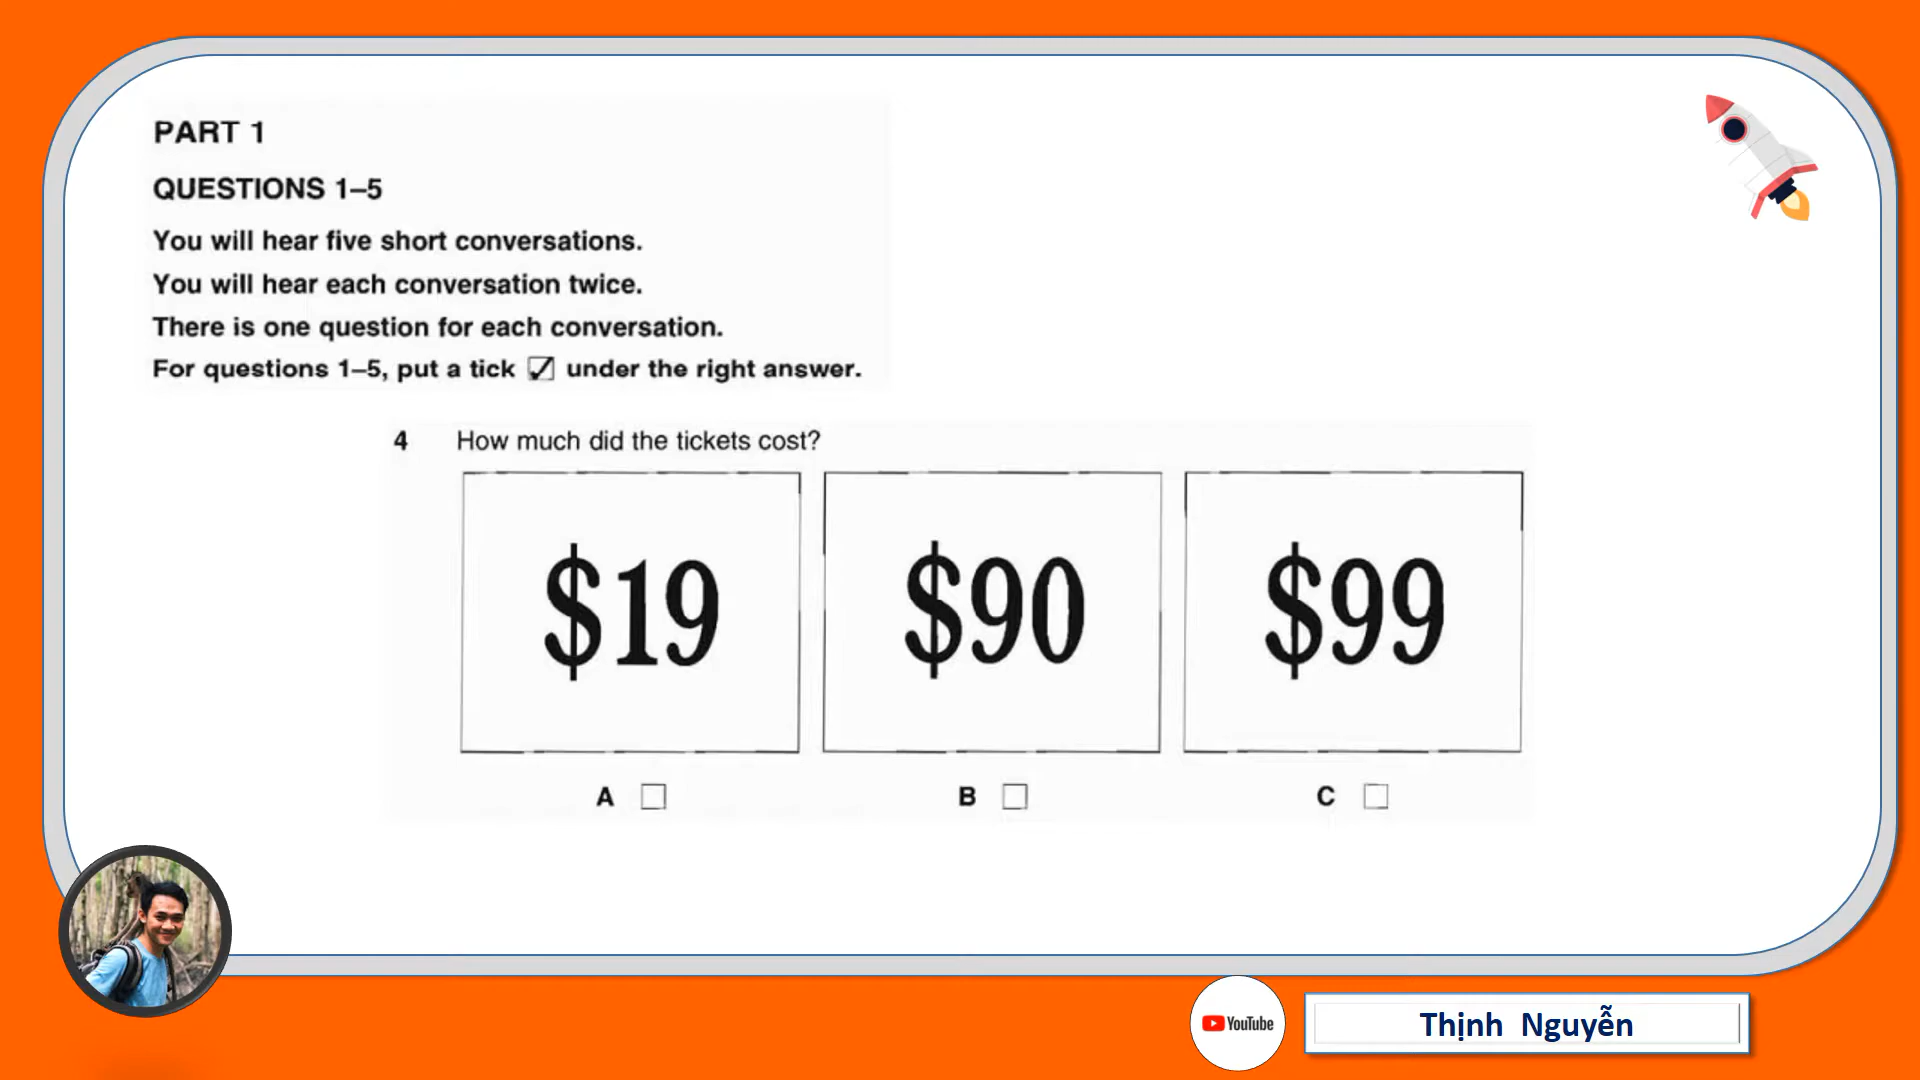 PART 1
QUESTIONS 1–5
You will hear five short conversations.
You will hear each conversation twice.
There is one question for each conversation.
For questions 1–5, put a tick ☑ under the right answer.
4 How much did the tickets cost?
$19 $90 $99
A B C
YouTube
Thịnh Nguyễn